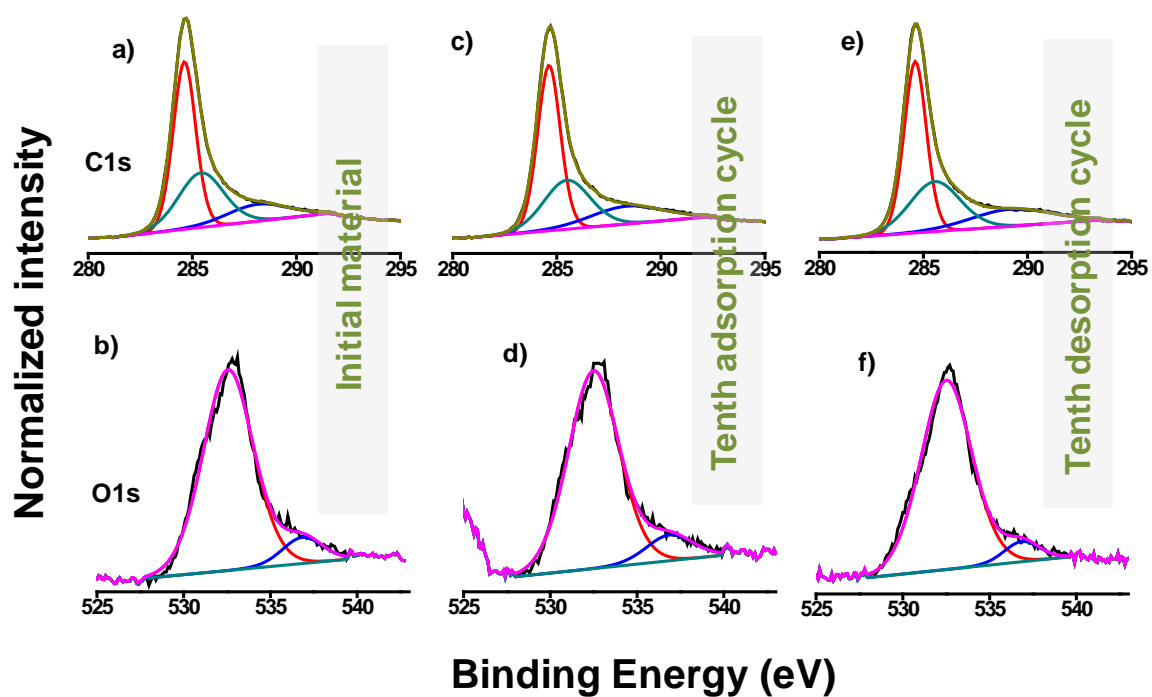 Normalized intensity
C1s
O1s
a)
280 285 290 295
b)
525 530 535 540
Initial material
c)
280 285 290 295
d)
525 530 535 540
Tenth adsorption cycle
e)
280 285 290 295
f)
525 530 535 540
Tenth desorption cycle
Binding Energy (eV)